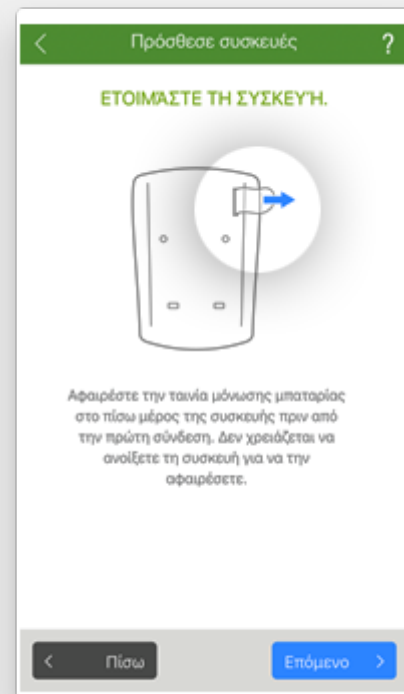 Πρόσθεσε συσκευές ?
ΕΤΟΙΜΆΣΤΕ ΤΗ ΣΥΣΚΕΥΉ.
Αφαιρέστε την ταινία μόνωσης μπαταρίας
στο πίσω μέρος της συσκευής πριν από
την πρώτη σύνδεση. Δεν χρειάζεται να
ανοίξετε τη συσκευή για να την
αφαιρέσετε.
Πίσω
Επόμενο